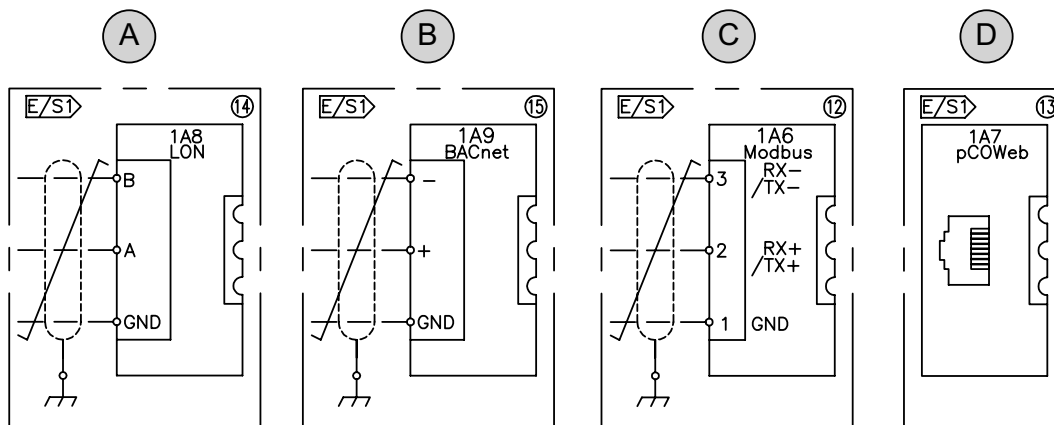 A
B
C
D
E/S1
14
1A8
LON
B
A
GND
E/S1
15
1A9
BACnet
-
+
GND
E/S1
12
1A6
Modbus
3
RX-
/TX-
2
RX+
/TX+
1
GND
E/S1
13
1A7
pCOWeb